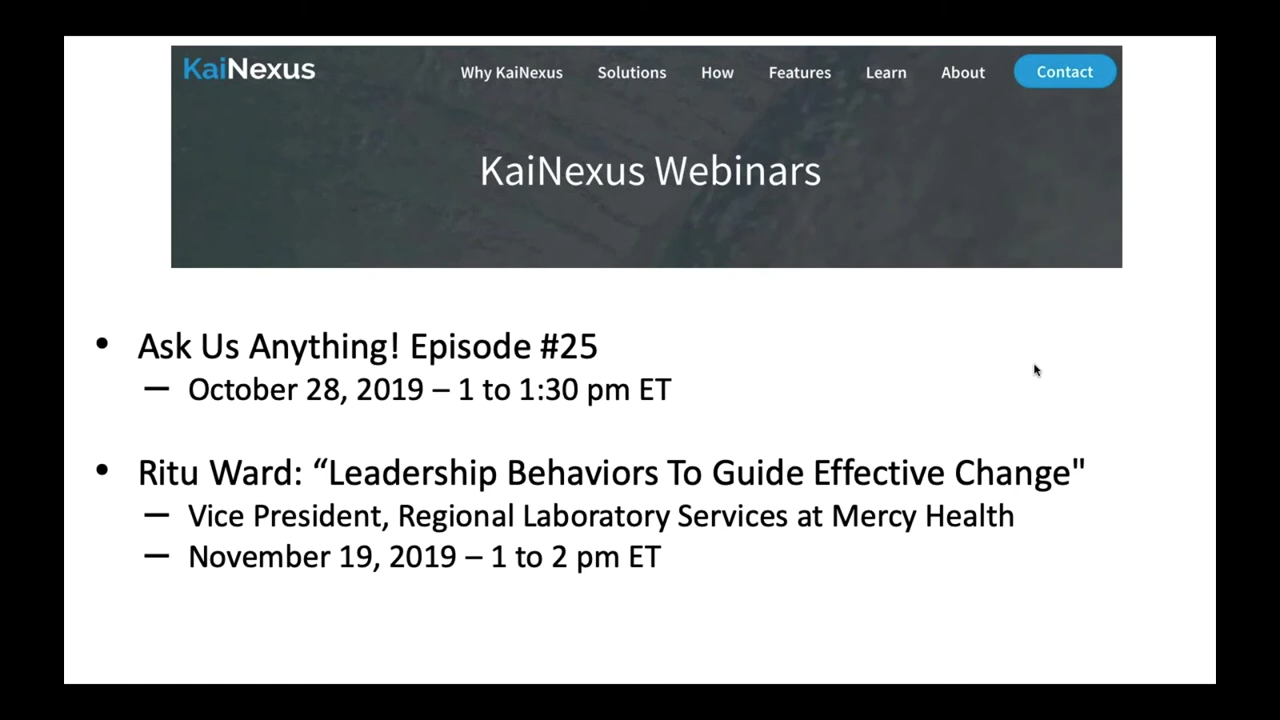 KaiNexus
Why KaiNexus Solutions How Features Learn About Contact
KaiNexus Webinars
• Ask Us Anything! Episode #25
— October 28, 2019 – 1 to 1:30 pm ET
• Ritu Ward: “Leadership Behaviors To Guide Effective Change"
— Vice President, Regional Laboratory Services at Mercy Health
— November 19, 2019 – 1 to 2 pm ET